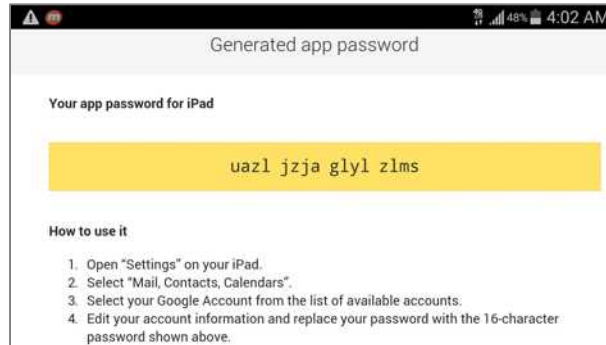 48% 4:02 AM
Generated app password
Your app password for iPad
uazl jzja glyl zlms
How to use it
1. Open “Settings” on your iPad.
2. Select “Mail, Contacts, Calendars”.
3. Select your Google Account from the list of available accounts.
4. Edit your account information and replace your password with the 16-character
password shown above.